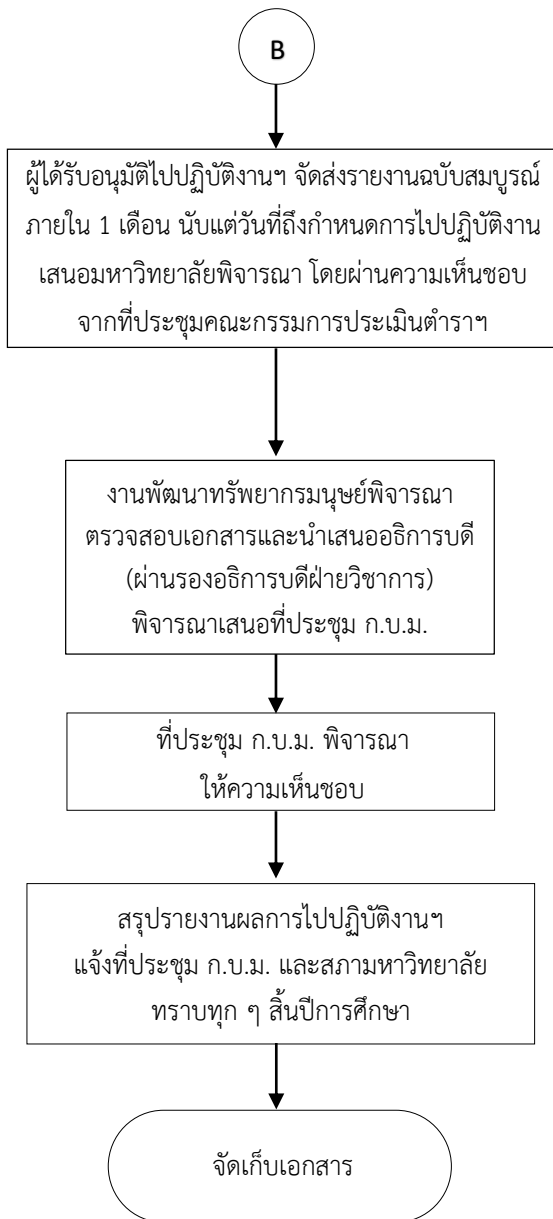 B
ผู้ได้รับอนุมัติไปปฏิบัติงานฯ จัดส่งรายงานฉบับสมบูรณ์
ภายใน 1 เดือน นับแต่วันที่ถึงกำหนดการไปปฏิบัติงาน
เสนอมหาวิทยาลัยพิจารณา โดยผ่านความเห็นชอบ
จากที่ประชุมคณะกรรมการประเมินตำราฯ
งานพัฒนาทรัพยากรมนุษย์พิจารณา
ตรวจสอบเอกสารและนำเสนออธิการบดี
(ผ่านรองอธิการบดีฝ่ายวิชาการ)
พิจารณาเสนอที่ประชุม ก.บ.ม.
ที่ประชุม ก.บ.ม. พิจารณา
ให้ความเห็นชอบ
สรุปรายงานผลการไปปฏิบัติงานฯ
แจ้งที่ประชุม ก.บ.ม. และสภามหาวิทยาลัย
ทราบทุก ๆ สิ้นปีการศึกษา
จัดเก็บเอกสาร